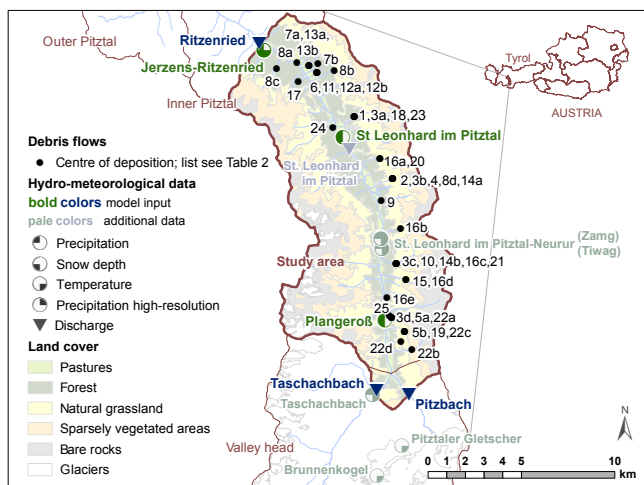 Outer Pitztal
Ritzenried
7a, 13a,
8a 13b
7b
Tyrol
Jerzens-Ritzenried
8b
8c
AUSTRIA
17
6,11,12a,12b
Inner Pitztal
1,3a,18,23
24
St Leonhard im Pitztal
St. Leonhard
im Pitztal
16a,20
2,3b,4,8d,14a
9
16b
St. Leonhard im Pitztal-Neurur
(Zamg)
(Tiwag)
Study area
3c,10,14b,16c,21
15,16d
16e
25
3d,5a,22a
Plangeroß
5b,19,22c
22d
22b
Taschachbach
Taschachbach
Pitzbach
Valley head
Pitztaler Gletscher
Brunnenkogel
Debris flows
Centre of deposition; list see Table 2
Hydro-meteorological data
bold colors model input
pale colors additional data
Precipitation
Snow depth
Temperature
Precipitation high-resolution
Discharge
Land cover
Pastures
Forest
Natural grassland
Sparsely vegetated areas
Bare rocks
Glaciers
N
0 1 2 3 4 5 10
km